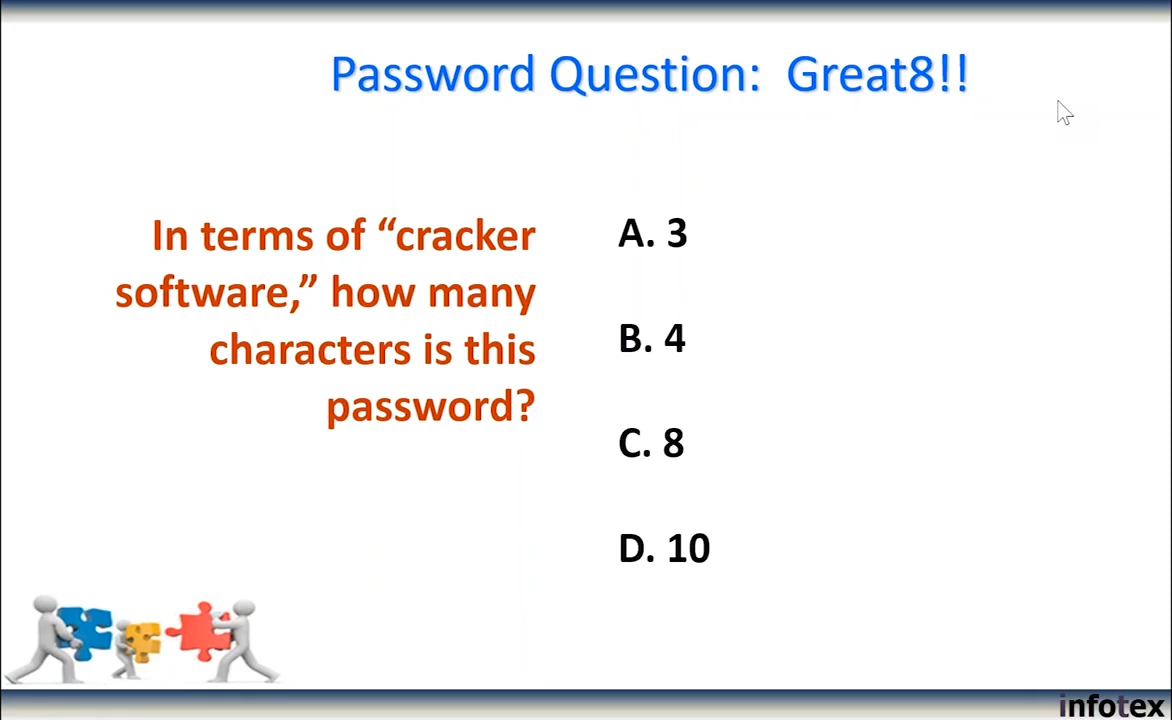 Password Question:  Great8!!
In terms of “cracker
software,” how many
characters is this
password?
A. 3
B. 4
C. 8
D. 10
infotex